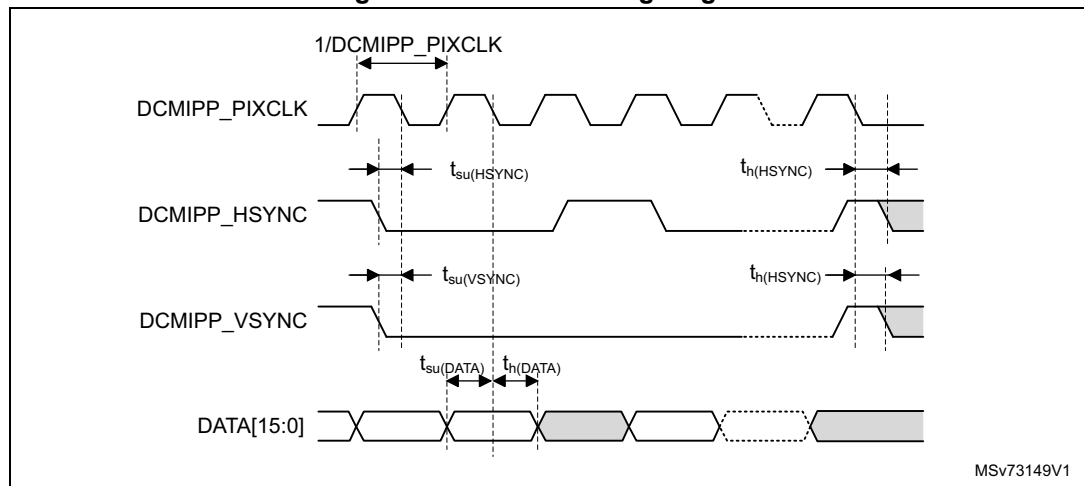 1/DCMIPP_PIXCLK
DCMIPP_PIXCLK
tsu(HSYNC)
th(HSYNC)
DCMIPP_HSYNC
tsu(VSYNC)
th(HSYNC)
DCMIPP_VSYNC
tsu(DATA) th(DATA)
DATA[15:0]
MSv73149V1